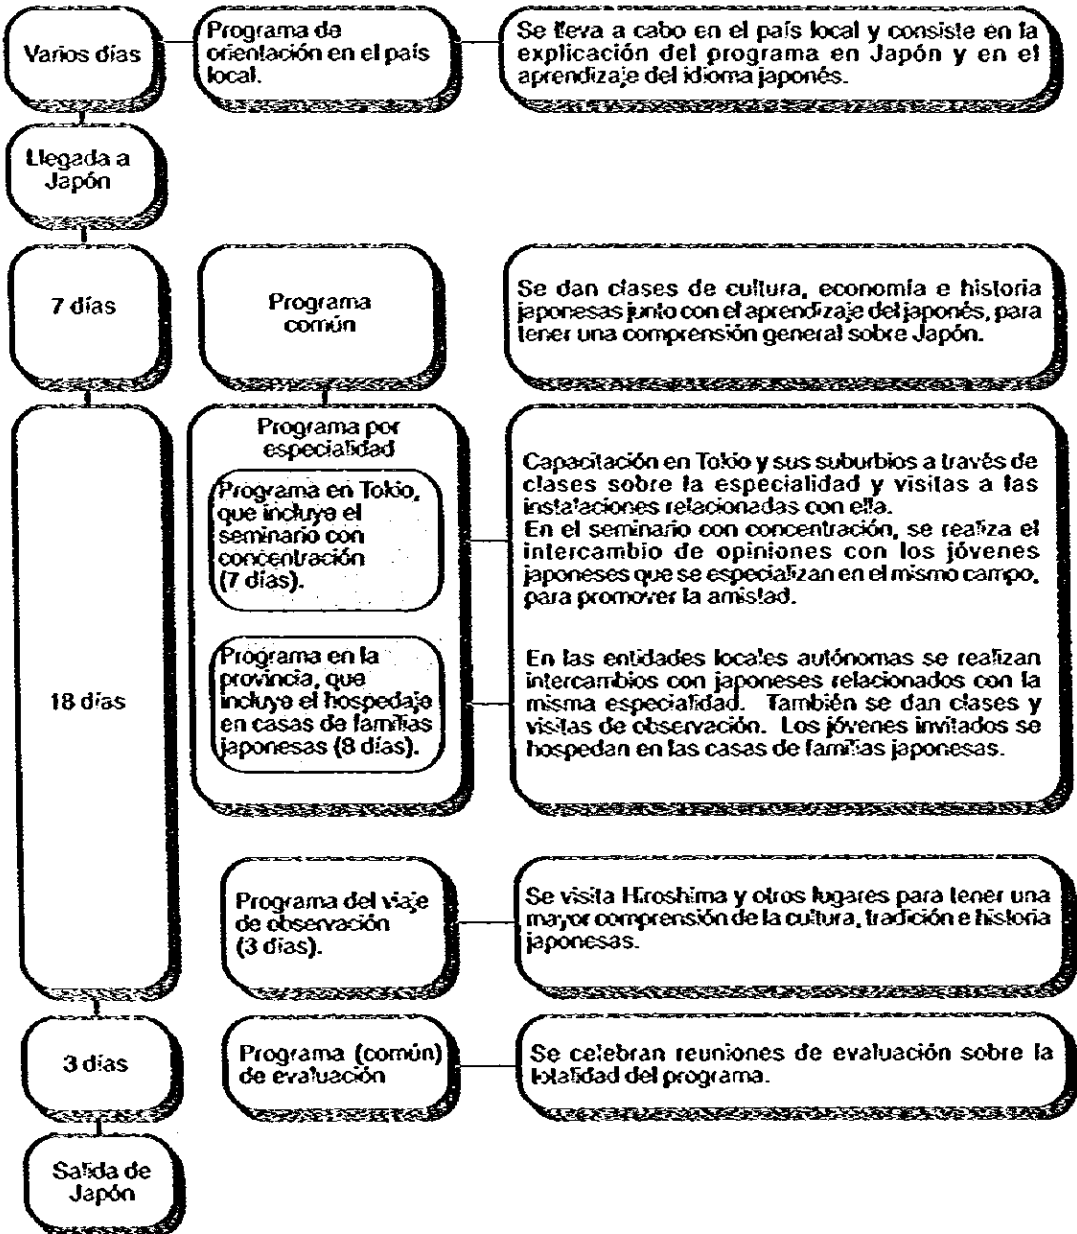 Varios días
Programa de
orientación en el país
local.
Se lleva a cabo en el país local y consiste en la
explicación del programa en Japón y en el
aprendizaje del idioma japonés.
Llegada a
Japón
7 días
Programa
común
Se dan clases de cultura, economía e historia
japonesas junto con el aprendizaje del japonés, para
tener una comprensión general sobre Japón.
18 días
Programa por
especialidad
Programa en Tokio,
que incluye el
seminario con
concentración
(7 días).
Capacitación en Tokio y sus suburbios a través de
clases sobre la especialidad y visitas a las
instalaciones relacionadas con ella.
En el seminario con concentración, se realiza el
intercambio de opiniones con los jóvenes
japoneses que se especializan en el mismo campo,
para promover la amistad.
Programa en la
provincia, que
incluye el hospedaje
en casas de familias
japonesas (8 días).
En las entidades locales autónomas se realizan
intercambios con japoneses relacionados con la
misma especialidad. También se dan clases y
visitas de observación. Los jóvenes invitados se
hospedan en las casas de familias japonesas.
Programa del viaje
de observación
(3 días).
Se visita Hiroshima y otros lugares para tener una
mayor comprensión de la cultura, tradición e historia
japonesas.
3 días
Programa (común)
de evaluación
Se celebran reuniones de evaluación sobre la
totalidad del programa.
Salida de
Japón